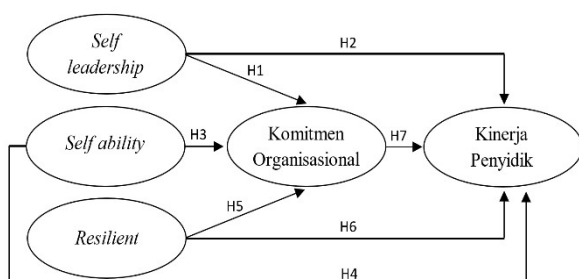 Self
leadership
H2
H1
Self ability
H3
Komitmen
Organisasional
H7
Kinerja
Penyidik
H5
Resilient
H6
H4